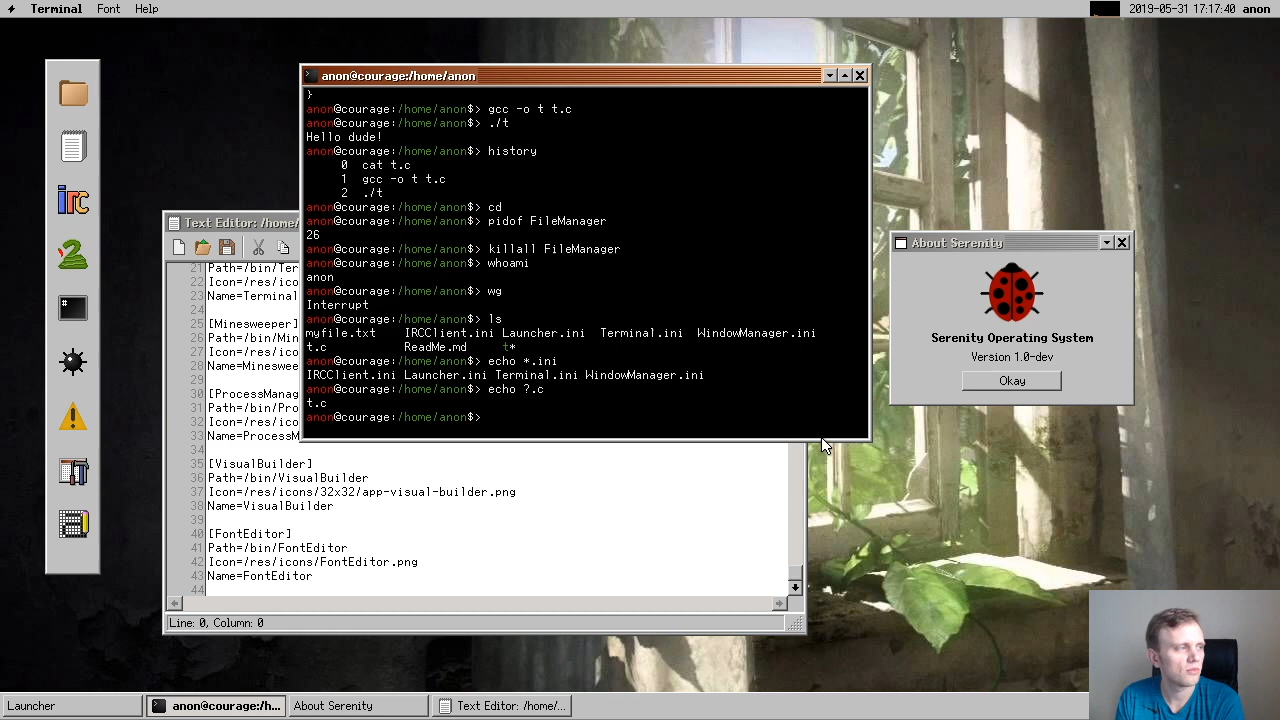 Terminal Font Help
2019-05-31 17:17:40 anon
irc
anon@courage:/home/anon
}
anon@courage:/home/anon$> gcc -o t t.c
anon@courage:/home/anon$> ./t
Hello dude!
anon@courage:/home/anon$> history
0 cat t.c
1 gcc -o t t.c
2 ./t
anon@courage:/home/anon$> cd
anon@courage:/home/anon$> pidof FileManager
26
anon@courage:/home/anon$> killall FileManager
anon@courage:/home/anon$> whoami
anon
anon@courage:/home/anon$> wg
Interrupt
anon@courage:/home/anon$> ls
myfile.txt IRCClient.ini Launcher.ini Terminal.ini WindowManager.ini
t.c ReadMe.md t*
anon@courage:/home/anon$> echo *.ini
IRCClient.ini Launcher.ini Terminal.ini WindowManager.ini
anon@courage:/home/anon$> echo ?.c
t.c
anon@courage:/home/anon$>
Text Editor: /home/
21 Path=/bin/Ter
22 Icon=/res/ico
23 Name=Terminal
24
25 [Minesweeper]
26 Path=/bin/Min
27 Icon=/res/ico
28 Name=Mineswee
29
30 [ProcessManag
31 Path=/bin/Pro
32 Icon=/res/ico
33 Name=ProcessM
34
35 [VisualBuilder]
36 Path=/bin/VisualBuilder
37 Icon=/res/icons/32x32/app-visual-builder.png
38 Name=VisualBuilder
39
40 [FontEditor]
41 Path=/bin/FontEditor
42 Icon=/res/icons/FontEditor.png
43 Name=FontEditor
44
Line: 0, Column: 0
About Serenity
Serenity Operating System
Version 1.0-dev
Okay
Launcher
anon@courage:/h...
About Serenity
Text Editor: /home/...